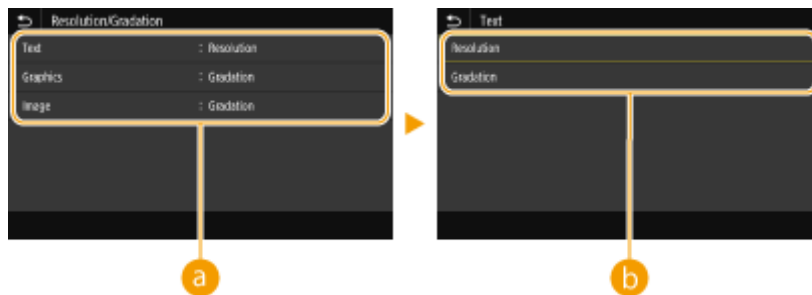 Resolution/Gradation
Text : Resolution
Graphics : Gradation
Image : Gradation
a
Text
Resolution
Gradation
b